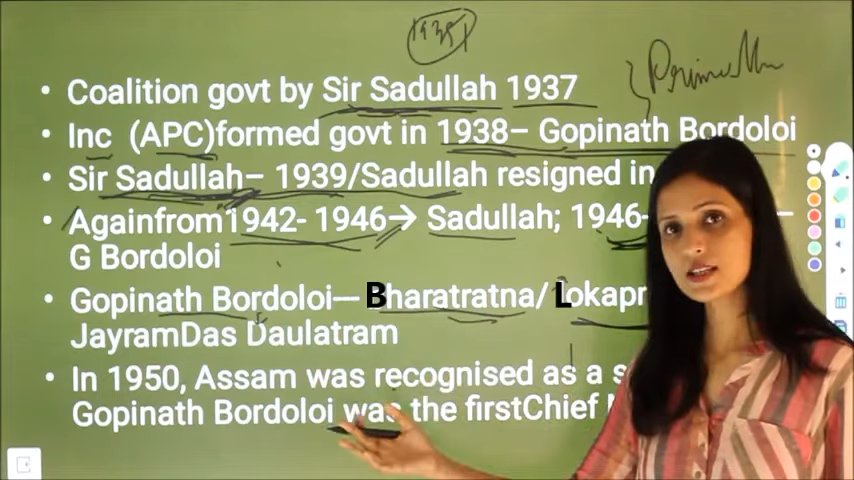 1935
• Coalition govt by Sir Sadullah 1937
• Inc (APC)formed govt in 1938– Gopinath Bordoloi
• Sir Sadullah– 1939/Sadullah resigned in
• Againfrom1942- 1946→ Sadullah; 1946-
G Bordoloi
• Gopinath Bordoloi–- Bharatratna/ Lokapr
JayramDas Daulatram
• In 1950, Assam was recognised as a s
Gopinath Bordoloi was the firstChief